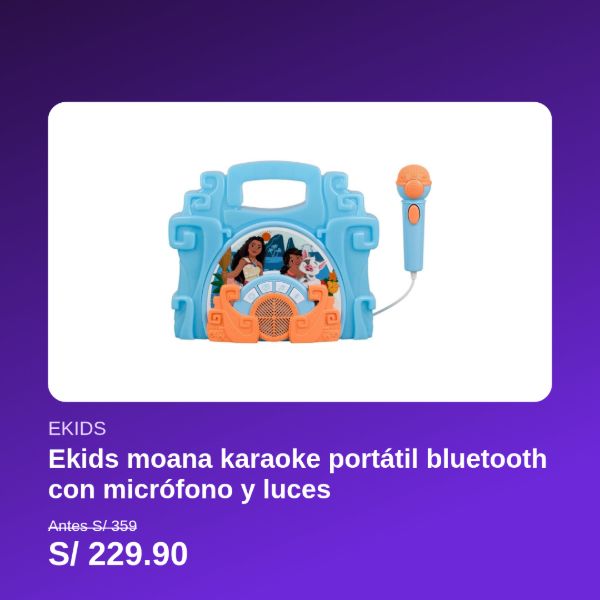 EKIDS
Ekids moana karaoke portátil bluetooth
con micrófono y luces
Antes S/ 359
S/ 229.90